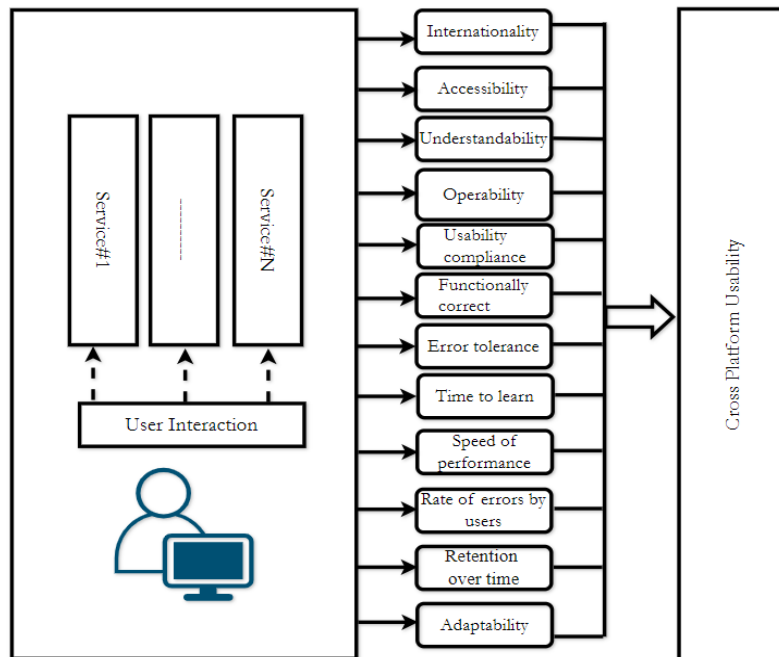 Service#1
-----------
Service#N
User Interaction
Internationality
Accessibility
Understandability
Operability
Usability
compliance
Functionally
correct
Error tolerance
Time to learn
Speed of
performance
Rate of errors by
users
Retention
over time
Adaptability
Cross Platform Usability